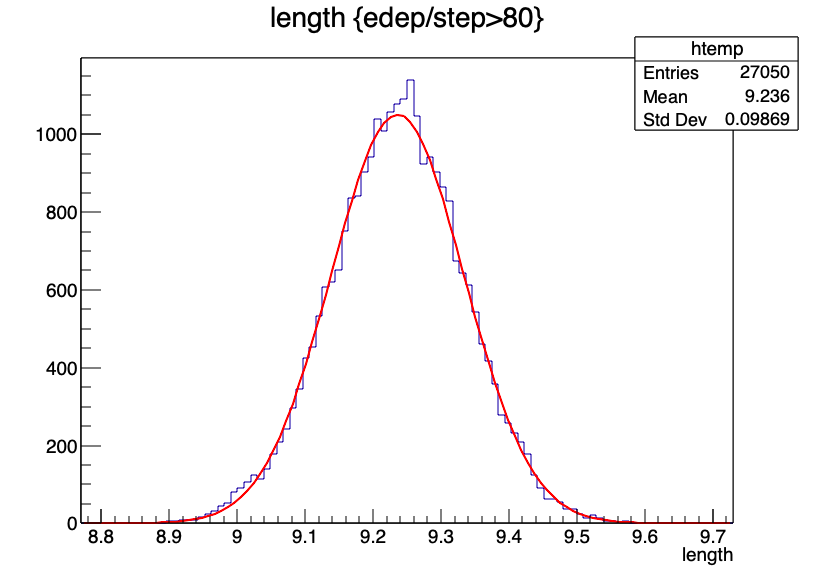 length {edep/step>80}
htemp
Entries 27050
Mean 9.236
Std Dev 0.09869
1000
800
600
400
200
0
8.8 8.9 9 9.1 9.2 9.3 9.4 9.5 9.6 9.7
length